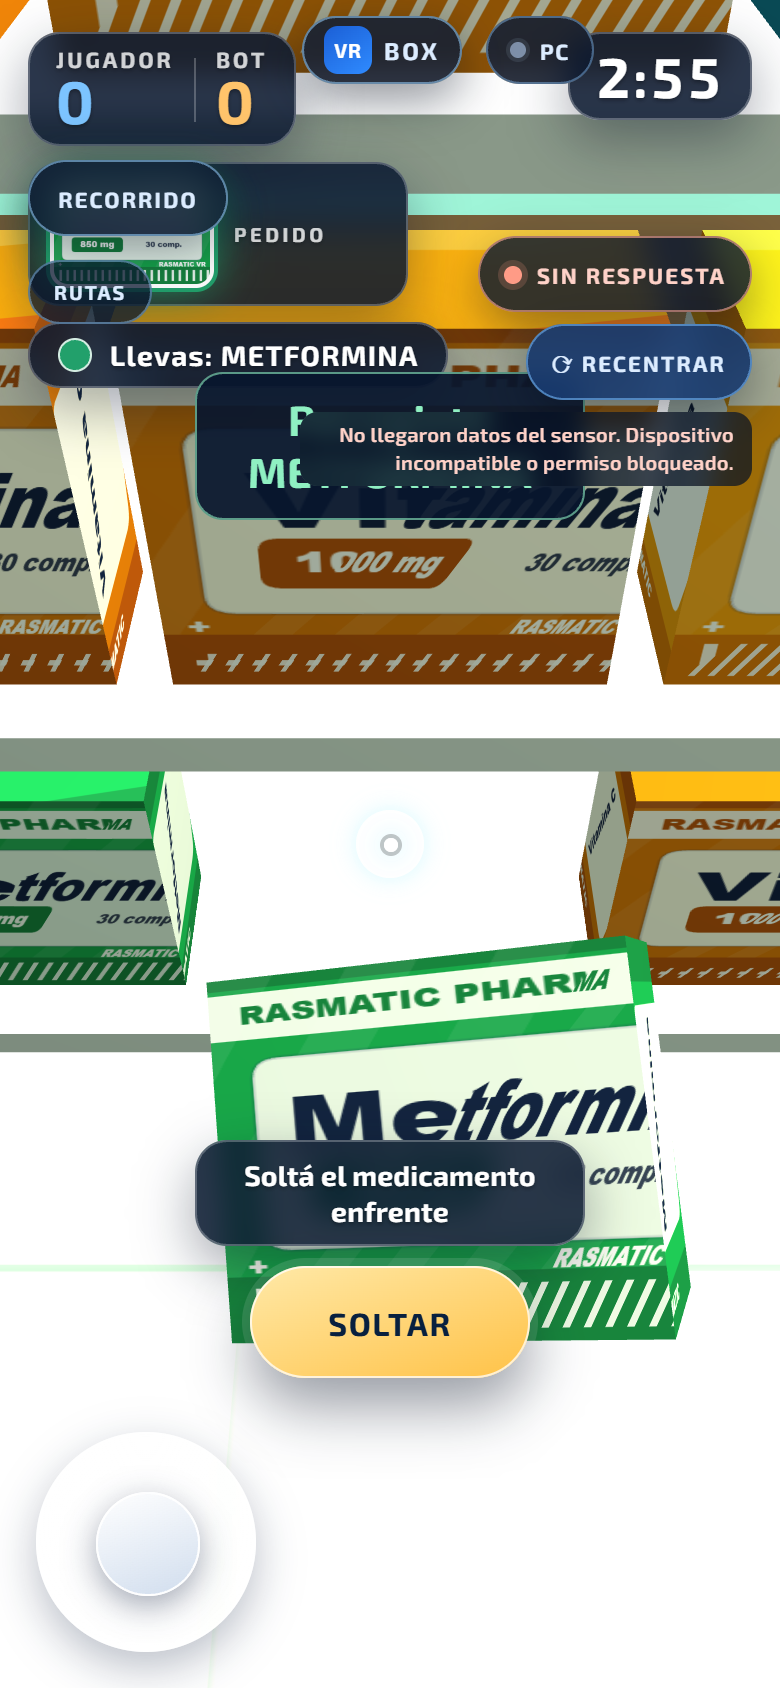 JUGADOR
0
BOT
0
VR BOX
PC
2:55
RECORRIDO
PEDIDO
850 mg
30 comp.
RASMATIC VR
RUTAS
SIN RESPUESTA
Llevas: METFORMINA
RECENTRAR
No llegaron datos del sensor. Dispositivo
incompatible o permiso bloqueado.
Vitamina
1000 mg
30 comp.
RASMATIC
RASMATIC
PHARMA
30 comp.
RASMATIC
RASMA
Vitamina C
RASMATIC PHARMA
comp.
RASMATIC
Soltá el medicamento
enfrente
SOLTAR